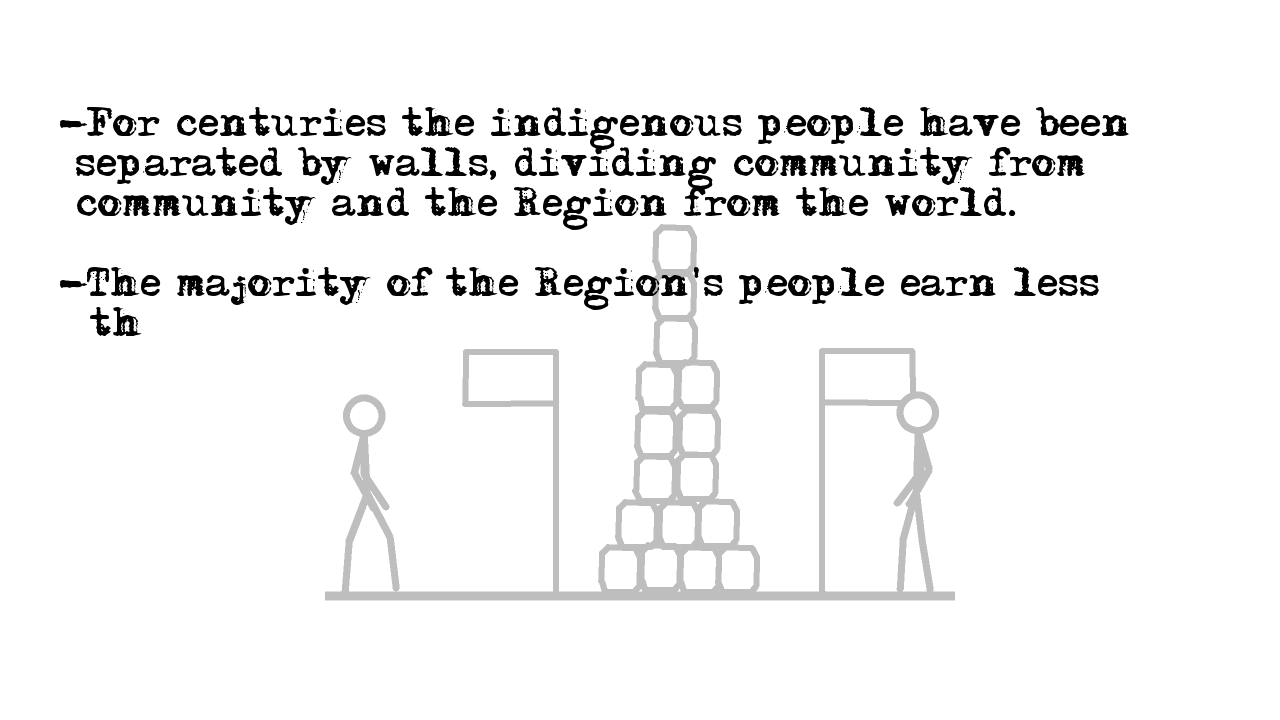 -For centuries the indigenous people have been
separated by walls, dividing community from
community and the Region from the world.
-The majority of the Region's people earn less
th